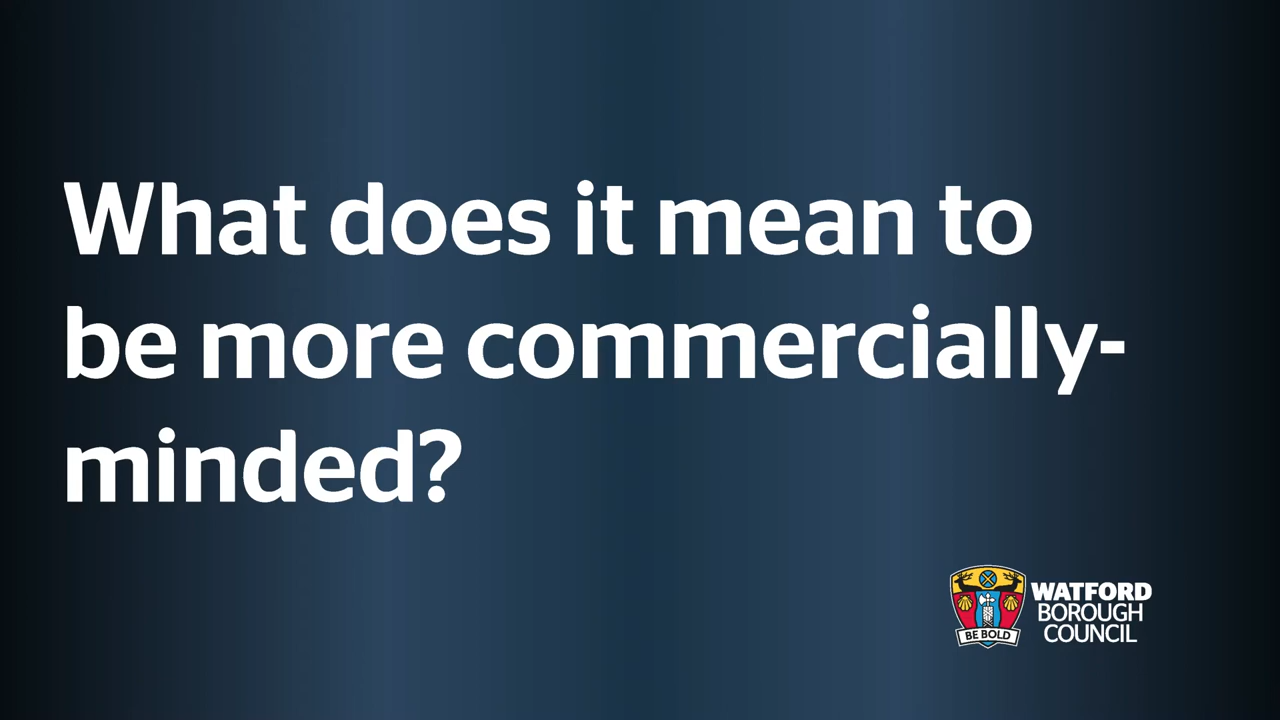 What does it mean to
be more commercially-
minded?
WATFORD
BOROUGH
COUNCIL
BE BOLD